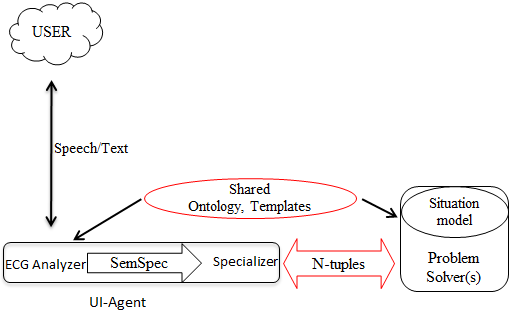 USER
Speech/Text
Shared
Ontology, Templates
Situation
model
ECG Analyzer
SemSpec
Specializer
N-tuples
Problem
Solver(s)
UI-Agent